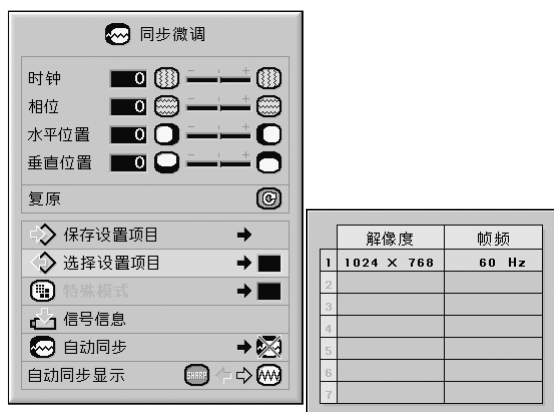 同步微调
时钟 0 − +
相位 0 − +
水平位置 0 − +
垂直位置 0 − +
复原
保存设置项目
选择设置项目
特殊模式
信号信息
自动同步
自动同步显示 SHARP
解像度 帧频
1 1024 X 768 60 Hz
2
3
4
5
6
7